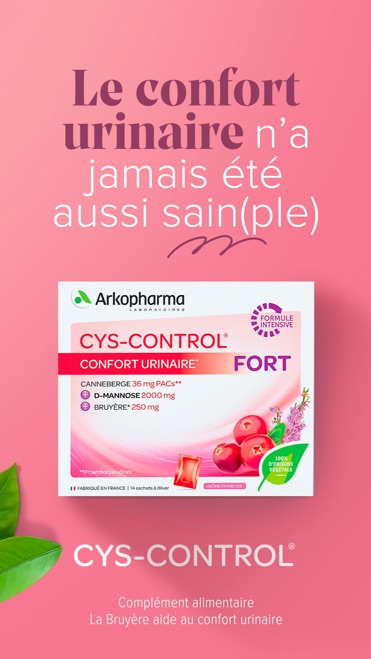 Le confort
urinaire n'a
jamais été
aussi sain(ple)
Arkopharma
LABORATOIRES
FORMULE
INTENSIVE
CYS-CONTROL®
CONFORT URINAIRE* FORT
CANNEBERGE 36 mg PACs**
D-MANNOSE 2000 mg
BRUYÈRE* 250 mg
100%
D'ORIGINE
VÉGÉTALE
**Proanthocyanidines
FABRIQUÉ EN FRANCE | 14 sachets à diluer
ARÔME FRAMBOISE
CYS-CONTROL®
Complément alimentaire
La Bruyère aide au confort urinaire